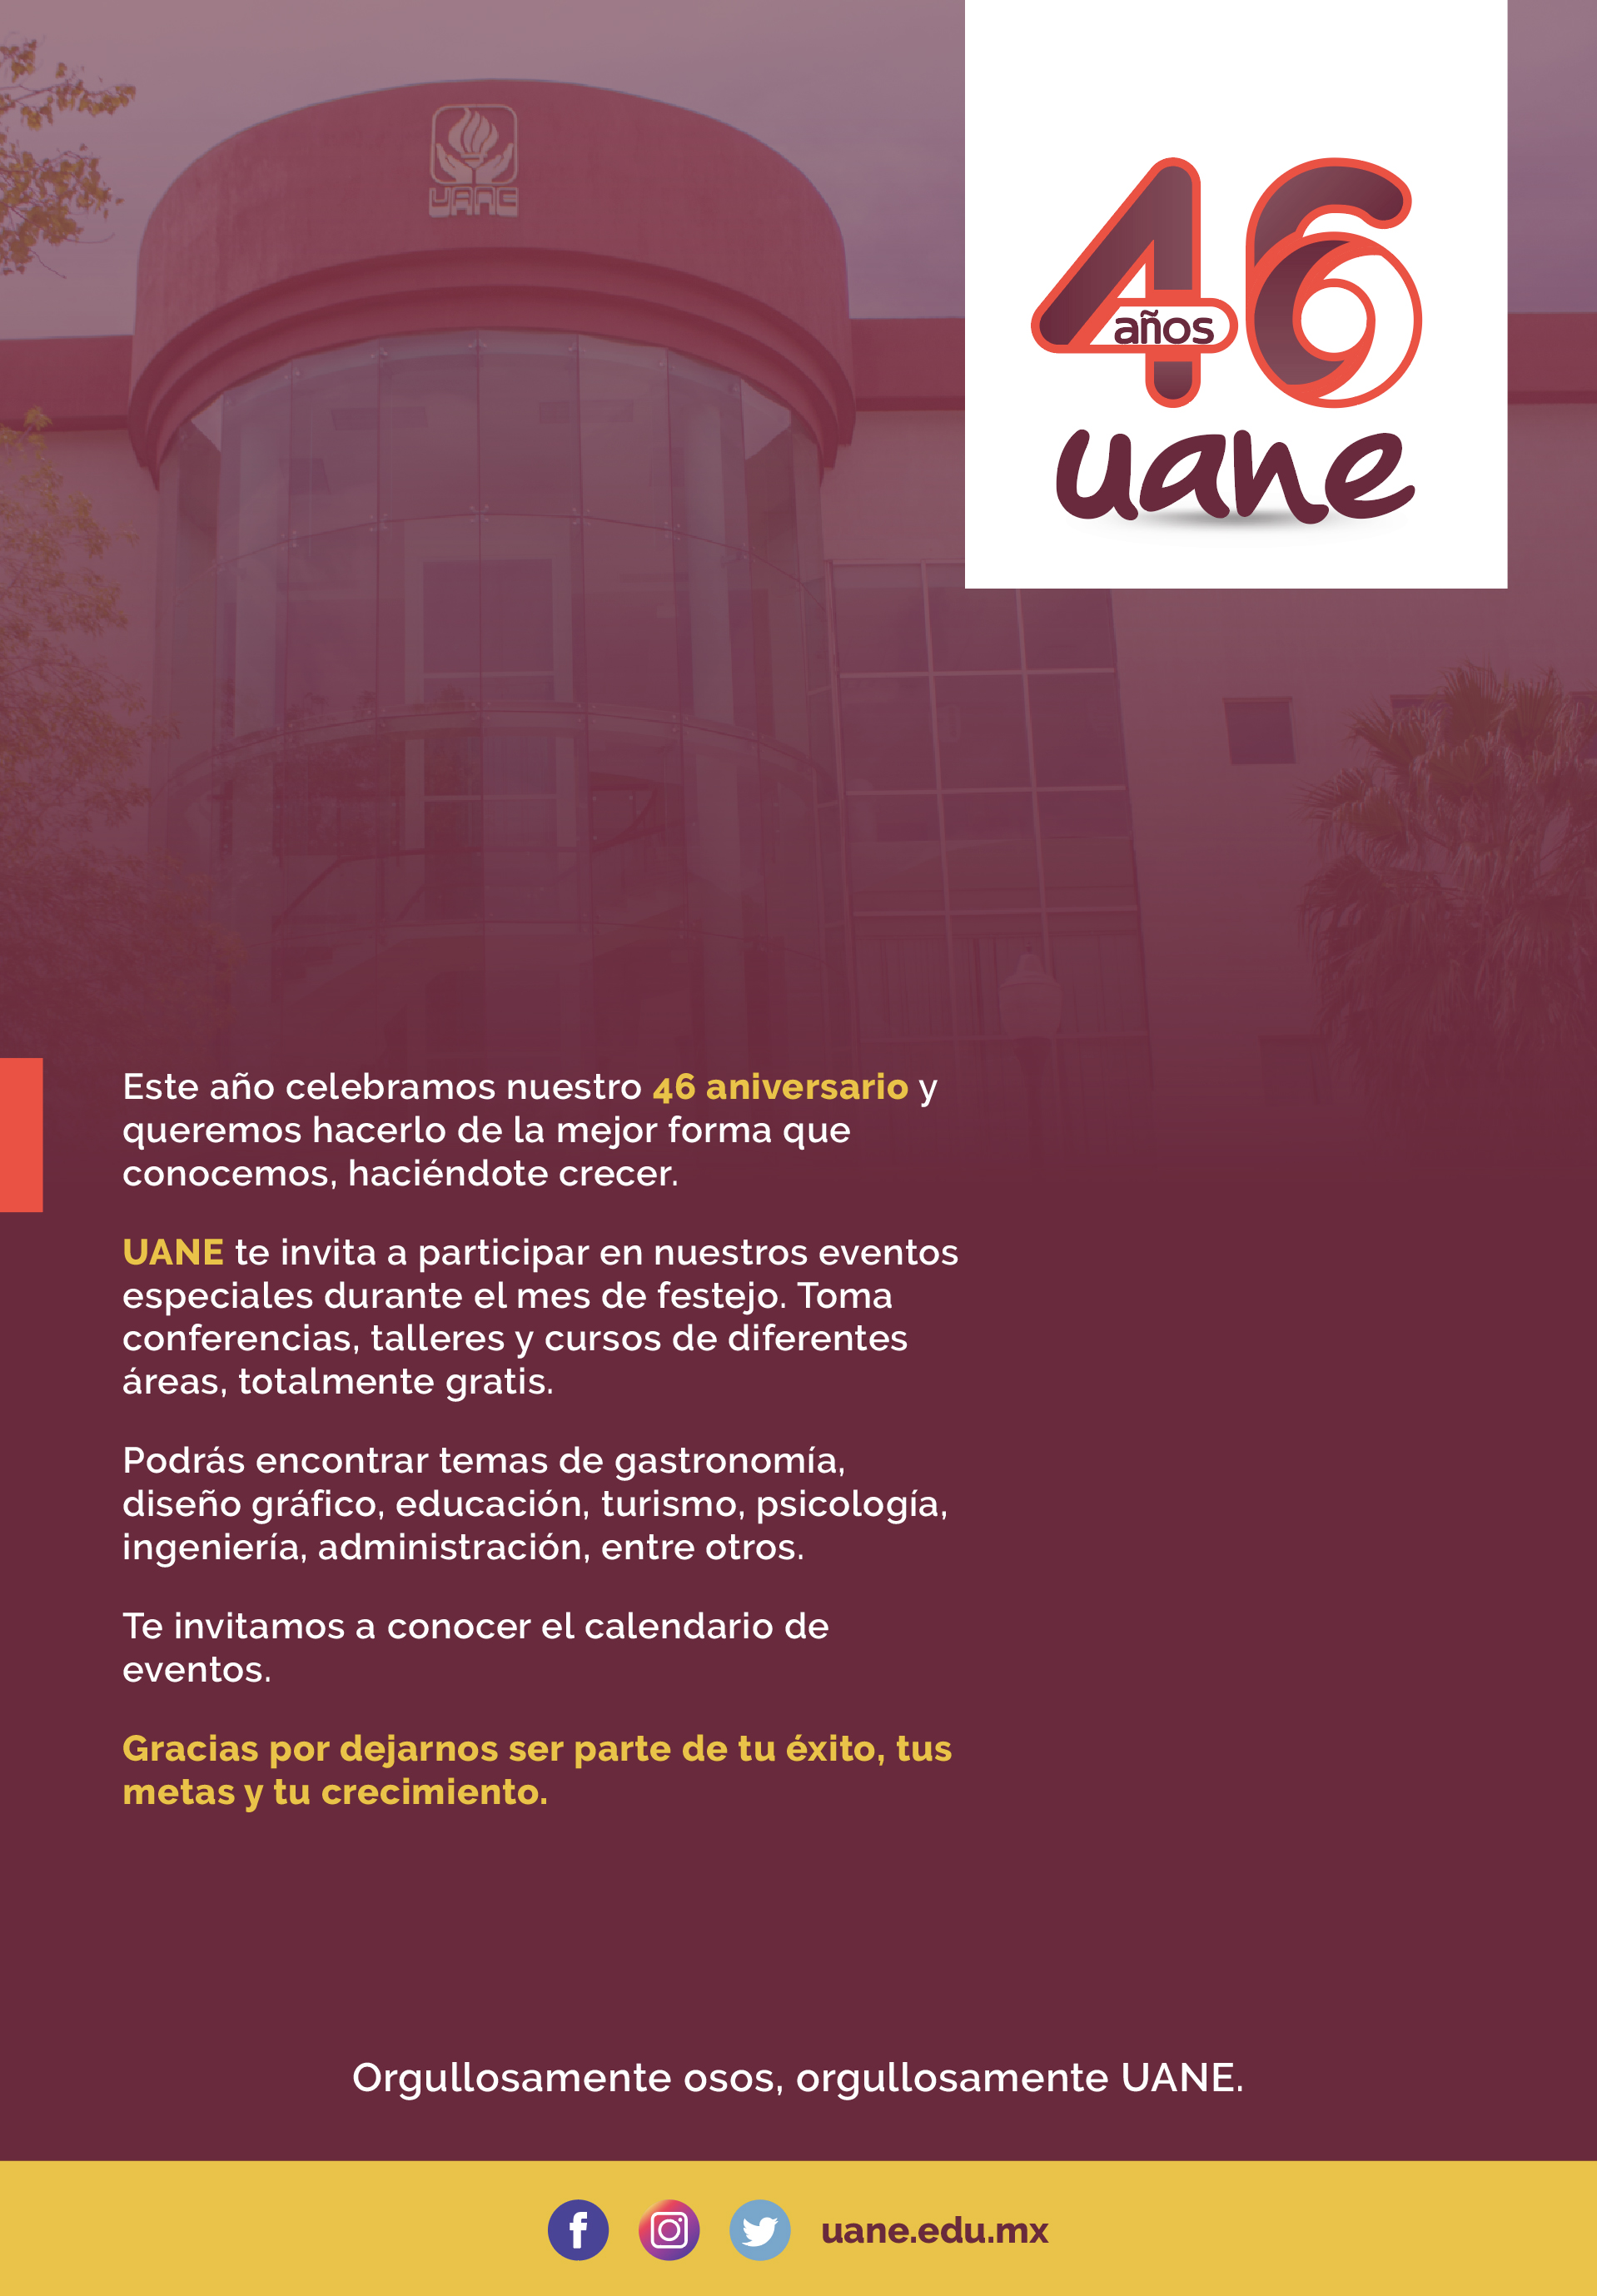 UANE
46
años
uane
Este año celebramos nuestro 46 aniversario y
queremos hacerlo de la mejor forma que
conocemos, haciéndote crecer.
UANE te invita a participar en nuestros eventos
especiales durante el mes de festejo. Toma
conferencias, talleres y cursos de diferentes
áreas, totalmente gratis.
Podrás encontrar temas de gastronomía,
diseño gráfico, educación, turismo, psicología,
ingeniería, administración, entre otros.
Te invitamos a conocer el calendario de
eventos.
Gracias por dejarnos ser parte de tu éxito, tus
metas y tu crecimiento.
Orgullosamente osos, orgullosamente UANE.
uane.edu.mx